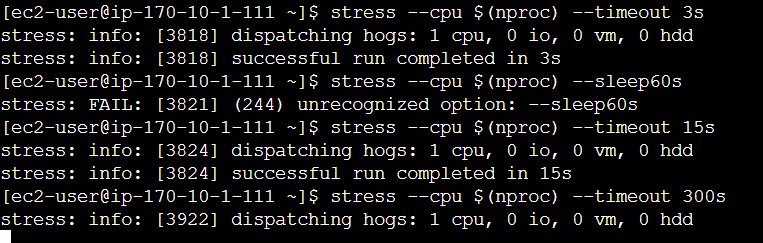 [ec2-user@ip-170-10-1-111 ~]$ stress --cpu $(nproc) --timeout 3s
stress: info: [3818] dispatching hogs: 1 cpu, 0 io, 0 vm, 0 hdd
stress: info: [3818] successful run completed in 3s
[ec2-user@ip-170-10-1-111 ~]$ stress --cpu $(nproc) --sleep60s
stress: FAIL: [3821] (244) unrecognized option: --sleep60s
[ec2-user@ip-170-10-1-111 ~]$ stress --cpu $(nproc) --timeout 15s
stress: info: [3824] dispatching hogs: 1 cpu, 0 io, 0 vm, 0 hdd
stress: info: [3824] successful run completed in 15s
[ec2-user@ip-170-10-1-111 ~]$ stress --cpu $(nproc) --timeout 300s
stress: info: [3922] dispatching hogs: 1 cpu, 0 io, 0 vm, 0 hdd